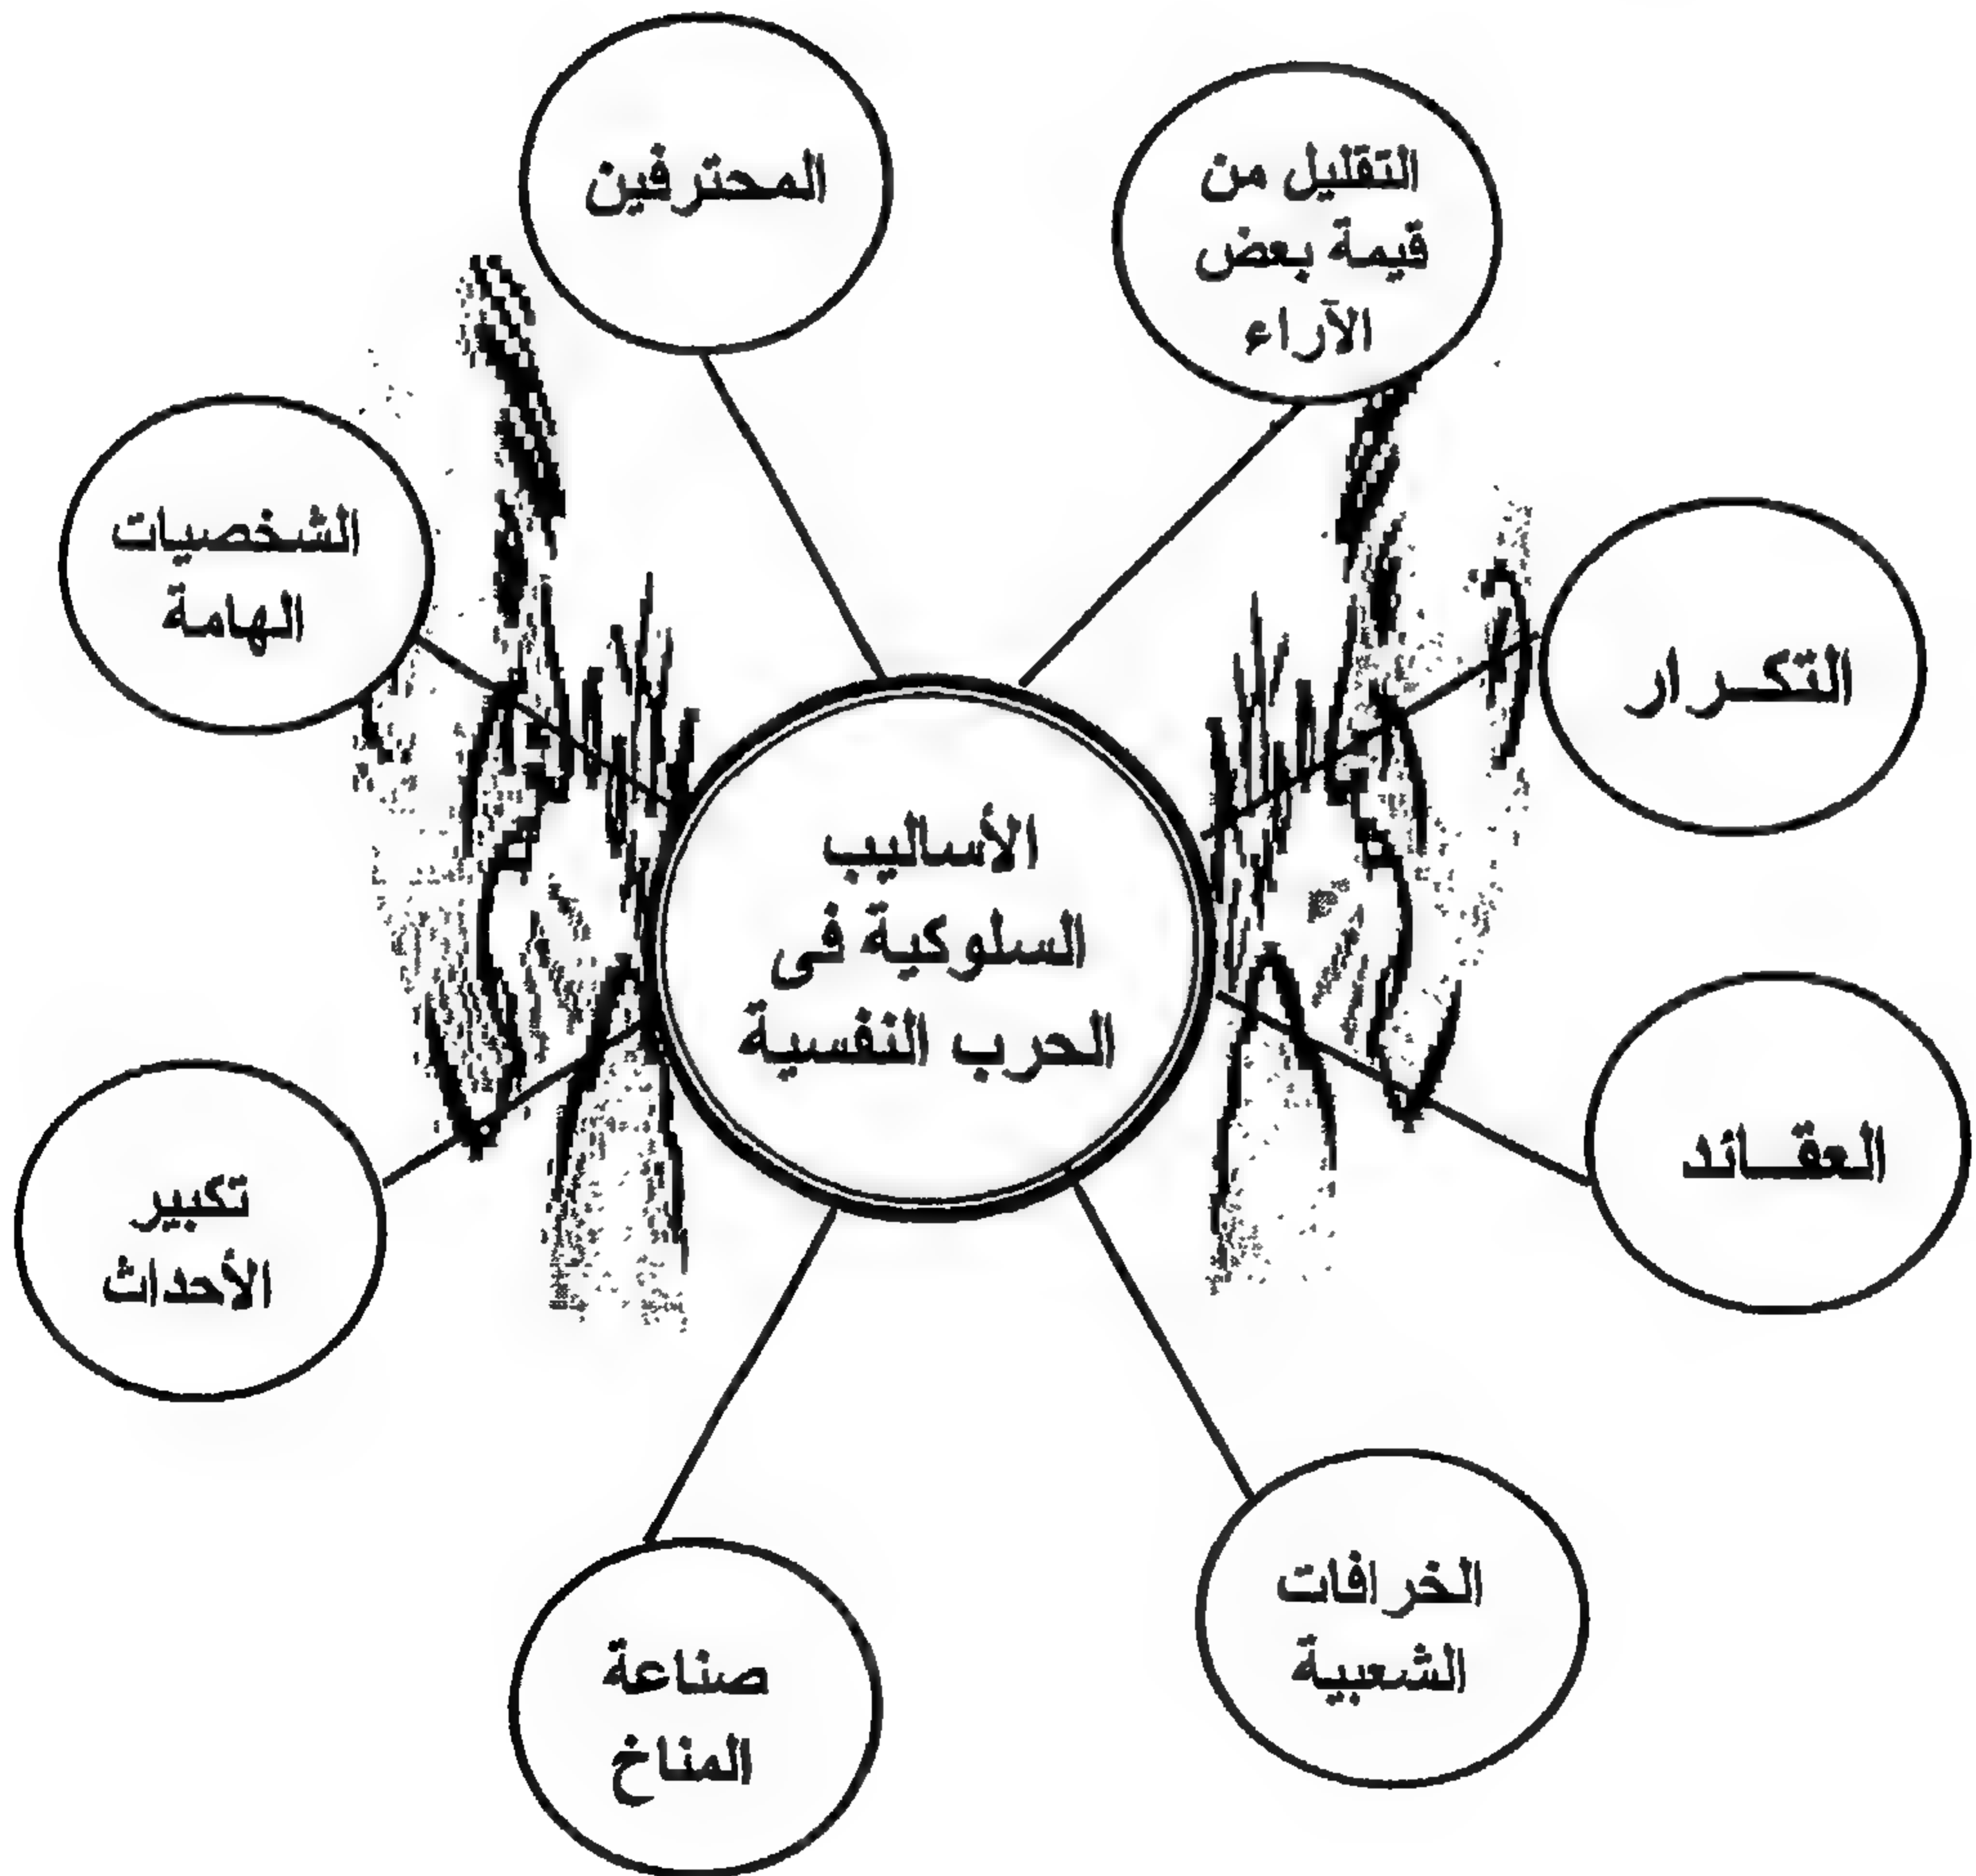 المحترفين
التقليل من
قيمة بعض
الآراء
الشخصيات
الهامة
التكـرار
الأساليب
السلوكية فى
الحرب النفسية
العقـائد
تكبير
الأحداث
الخرافات
الشعبية
صناعة
المناخ